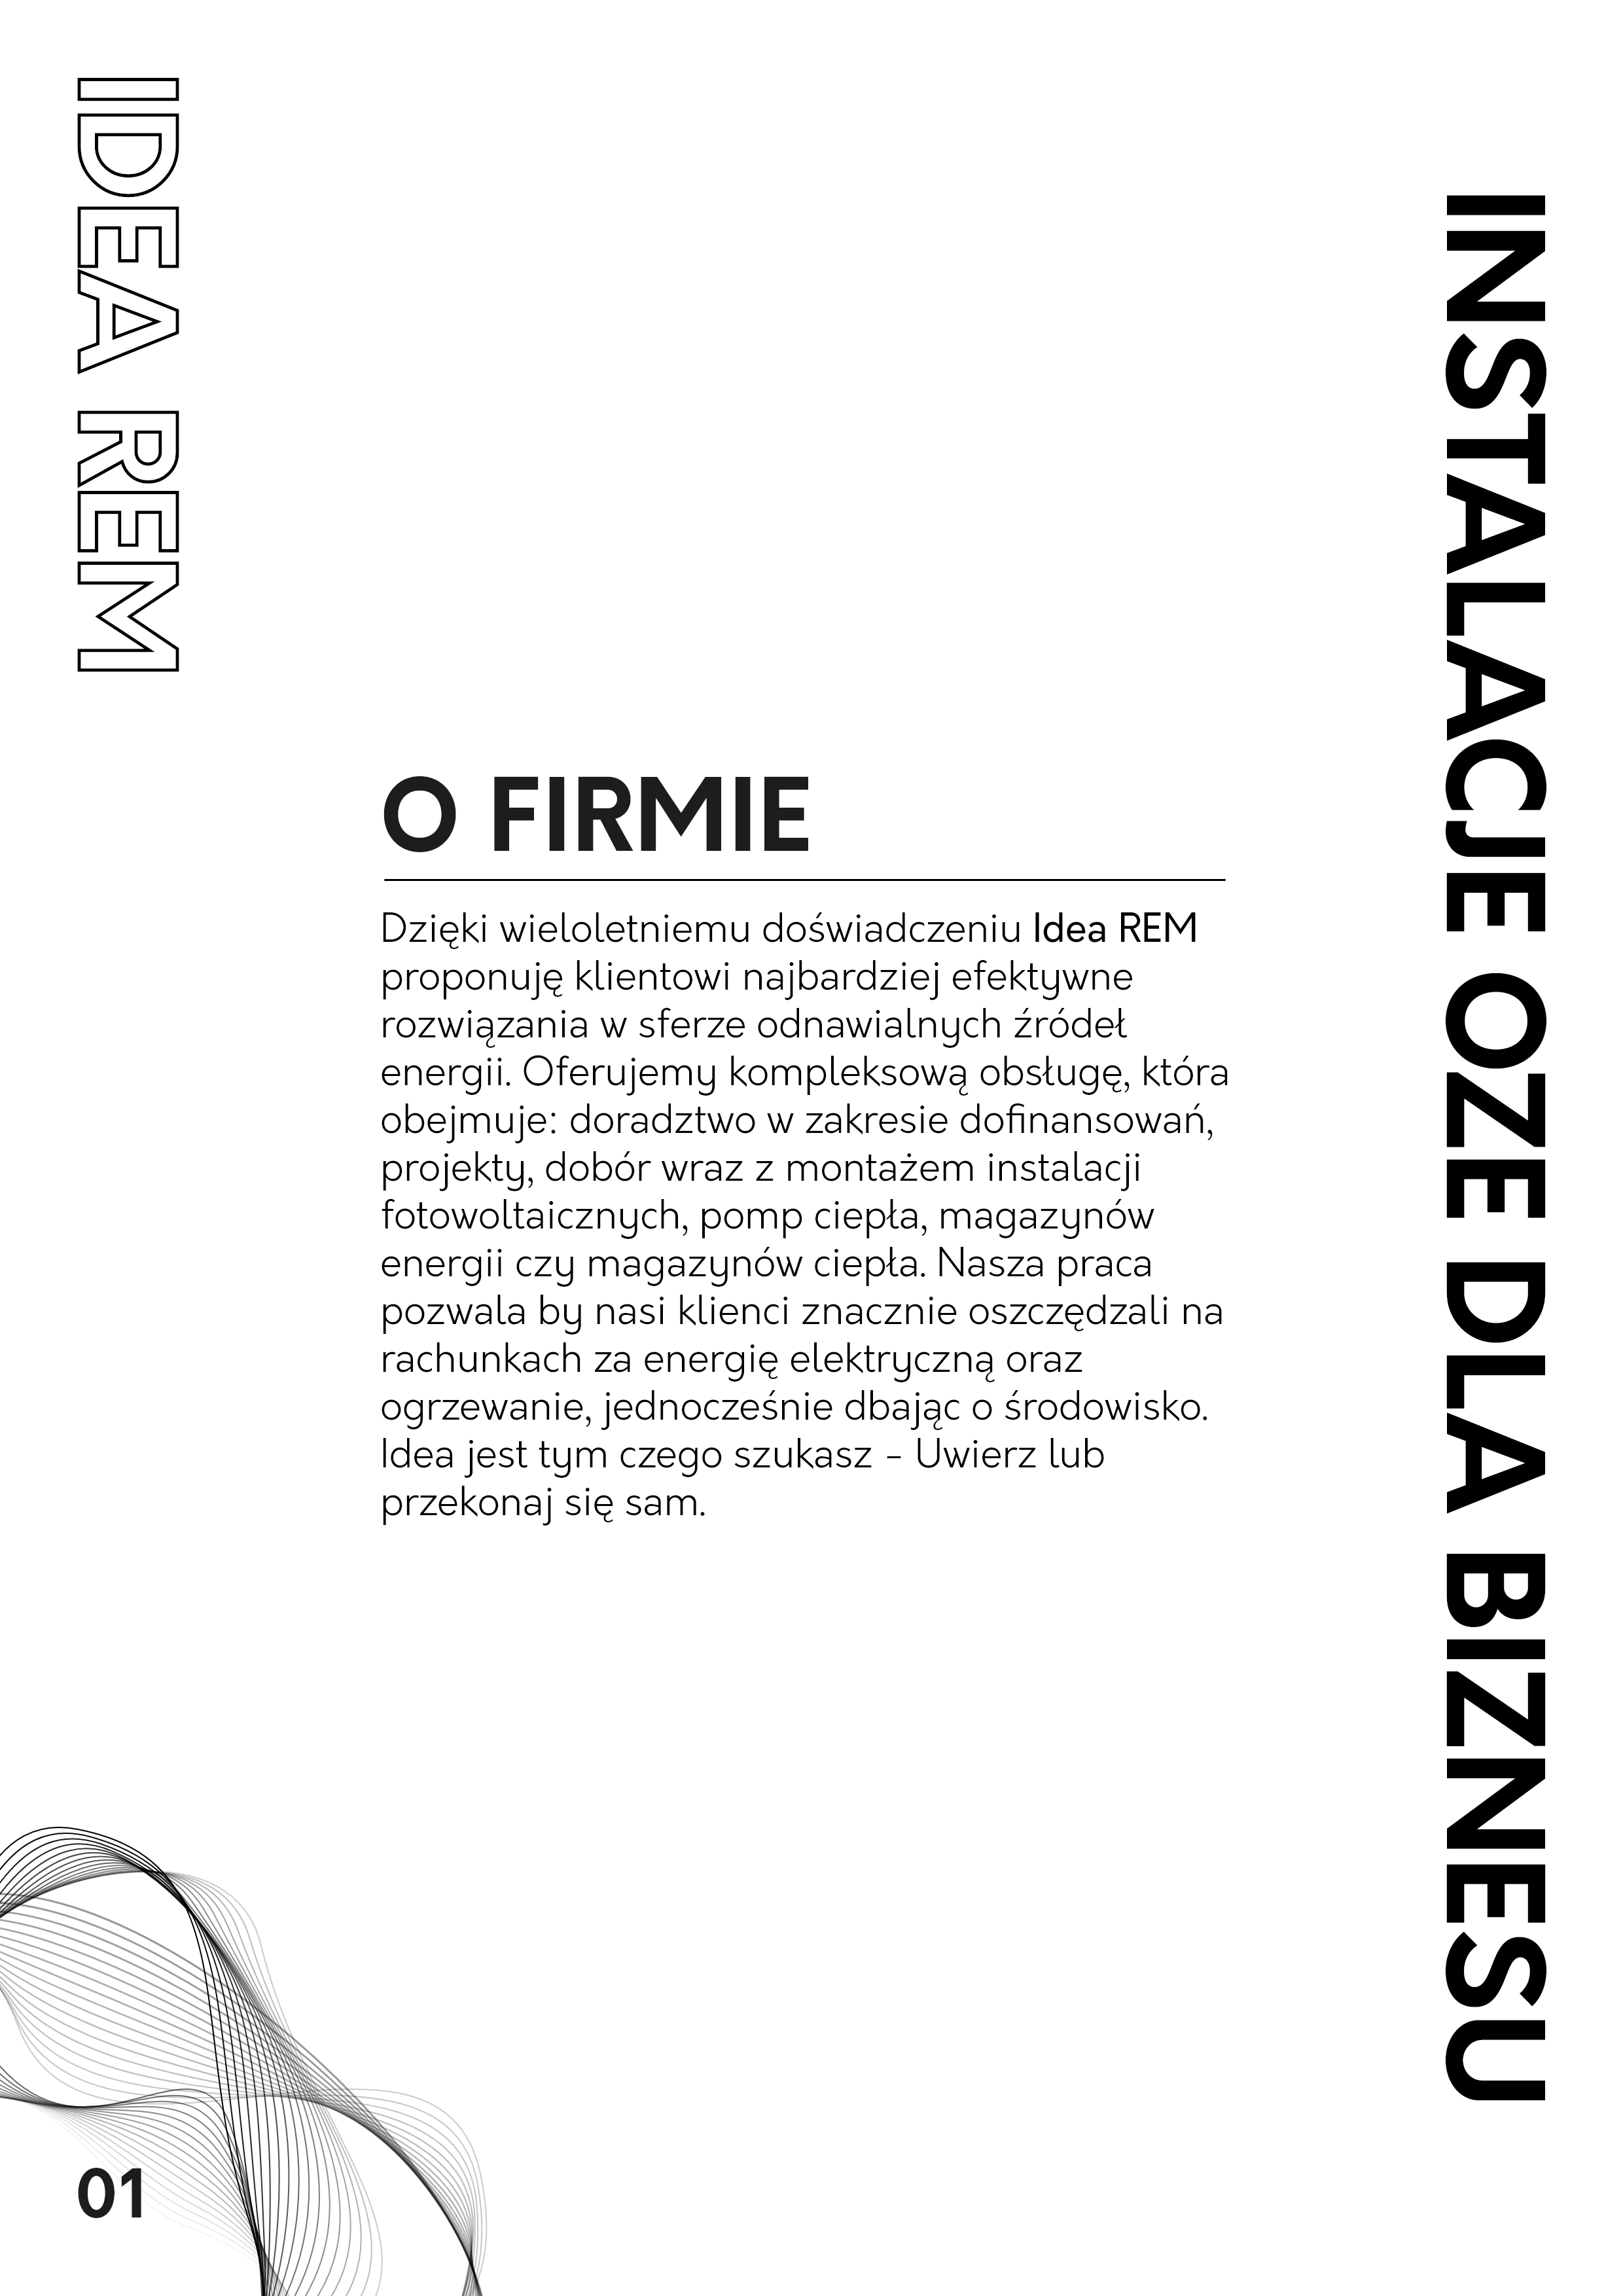 IDEA REM
INSTALACJE OZE DLA BIZNESU
O FIRMIE
Dzięki wieloletniemu doświadczeniu Idea REM
proponuję klientowi najbardziej efektywne
rozwiązania w sferze odnawialnych źródeł
energii. Oferujemy kompleksową obsługę, która
obejmuje: doradztwo w zakresie dofinansowań,
projekty, dobór wraz z montażem instalacji
fotowoltaicznych, pomp ciepła, magazynów
energii czy magazynów ciepła. Nasza praca
pozwala by nasi klienci znacznie oszczędzali na
rachunkach za energię elektryczną oraz
ogrzewanie, jednocześnie dbając o środowisko.
Idea jest tym czego szukasz – Uwierz lub
przekonaj się sam.
01